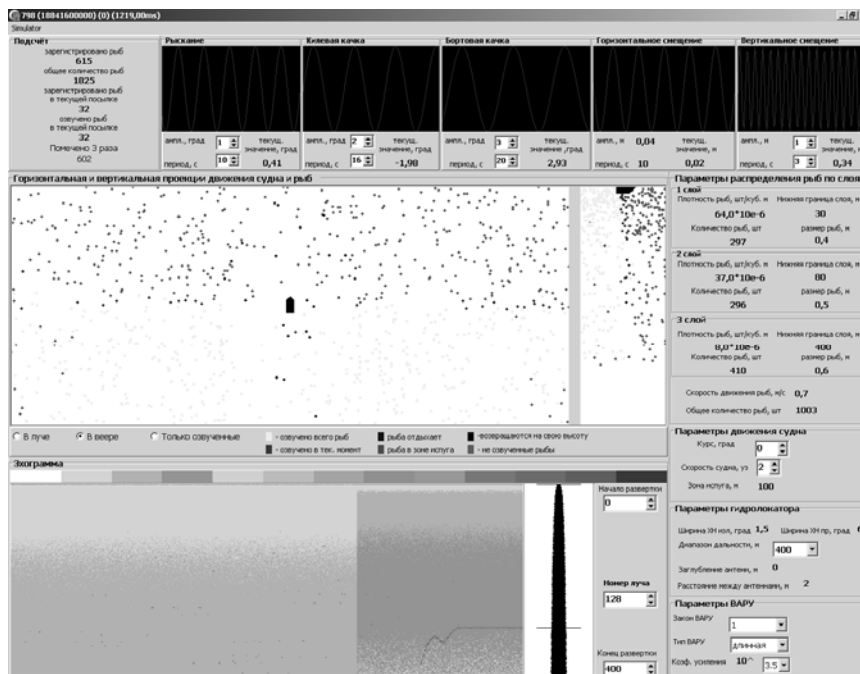 798 (18841600000) (0) (1219,00ms)
Simulator
Подсчёт
зарегистрировано рыб
615
общее количество рыб
1825
зарегистрировано рыб
в текущей посылке
32
озвучено рыб
в текущей посылке
32
Помечено 3 раза
602
Рыскание
ампл., град 1
текущ. значение, град
период, с 10 0,41
Килевая качка
ампл., град 2
текущ. значение ,град
период, с 16 -1,98
Бортовая качка
ампл., град 3
текущ. значение ,град
период, с 20 2,93
Горизонтальное смещение
ампл., м 0,04
текущ. значение, м
период, с 10 0,02
Вертикальное смещение
ампл., м 1
текущ. значение, м
период, с 3 0,34
Горизонтальная и вертикальная проекции движения судна и рыб
В луче В веере Только озвученные
- озвучено всего рыб
- рыба отдыхает
-возвращаются на свою высоту
- озвучено в тек. момент
- рыба в зоне испуга
- не озвученные рыбы
Эхограмма
Начало развертки
0
Номер луча
128
Конец развертки
400
Параметры распределения рыб по слоя
1 слой
Плотность рыб, шт/куб. м Нижняя граница слоя, м
64,0*10e-6 30
Количество рыб, шт размер рыб, м
297 0,4
2 слой
Плотность рыб, шт/куб. м Нижняя граница слоя, м
37,0*10e-6 80
Количество рыб, шт размер рыб, м
296 0,5
3 слой
Плотность рыб, шт/куб. м Нижняя граница слоя, м
8,0*10e-6 400
Количество рыб, шт размер рыб, м
410 0,6
Скорость движения рыб, м/с 0,7
Общее количество рыб, шт 1003
Параметры движения судна
Курс, град 0
Скорость судна, уз 2
Зона испуга, м 100
Параметры гидролокатора
Ширина ХН изл, град 1,5 Ширина ХН пр, град
Диапазон дальности, м 400
Заглубление антенн, м 0
Расстояние между антеннами, м 2
Параметры ВАРУ
Закон ВАРУ 1
Тип ВАРУ длинная
Коэф. усиления 10^ 3.5